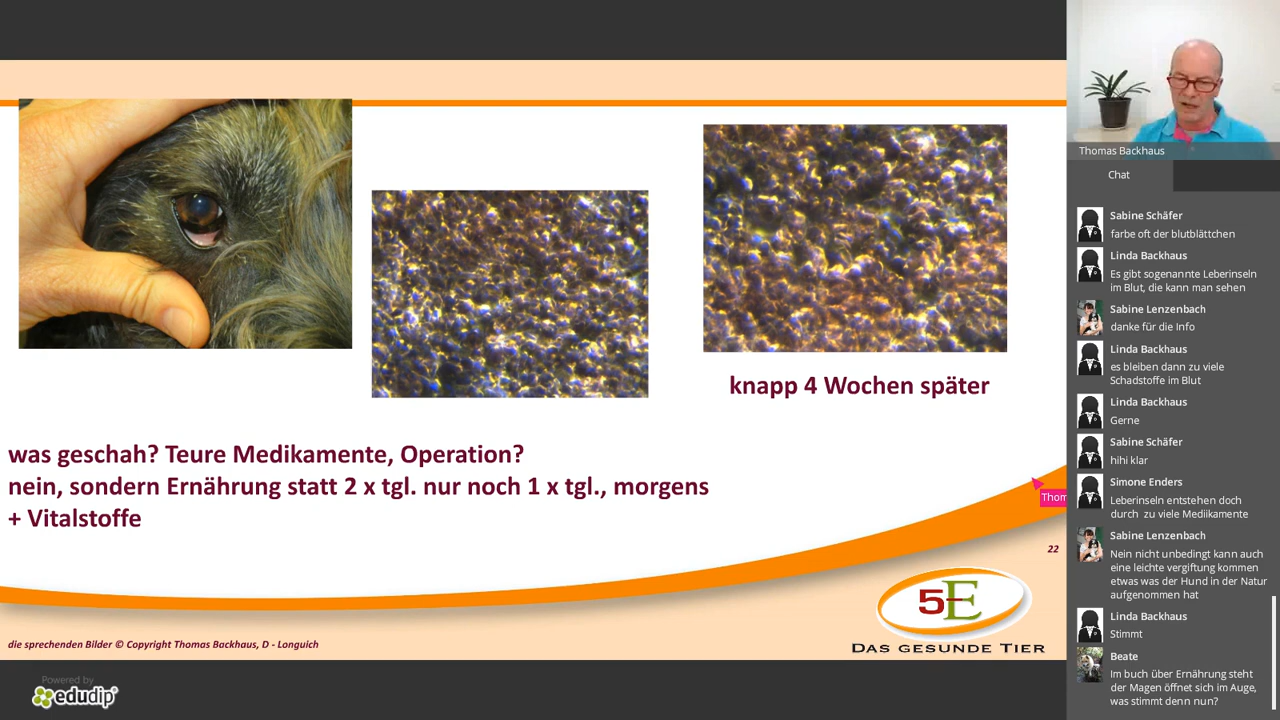 knapp 4 Wochen später
was geschah? Teure Medikamente, Operation?
nein, sondern Ernährung statt 2 x tgl. nur noch 1 x tgl., morgens
+ Vitalstoffe
Thom
22
5E
DAS GESUNDE TIER
die sprechenden Bilder © Copyright Thomas Backhaus, D - Longuich
Powered by
edudip
Thomas Backhaus
Chat
Sabine Schäfer
farbe oft der blutblättchen
Linda Backhaus
Es gibt sogenannte Leberinseln
im Blut, die kann man sehen
Sabine Lenzenbach
danke für die Info
Linda Backhaus
es bleiben dann zu viele
Schadstoffe im Blut
Linda Backhaus
Gerne
Sabine Schäfer
hihi klar
Simone Enders
Leberinseln entstehen doch
durch zu viele Mediikamente
Sabine Lenzenbach
Nein nicht unbedingt kann auch
eine leichte vergiftung kommen
etwas was der Hund in der Natur
aufgenommen hat
Linda Backhaus
Stimmt
Beate
Im buch über Ernährung steht
der Magen öffnet sich im Auge,
was stimmt denn nun?